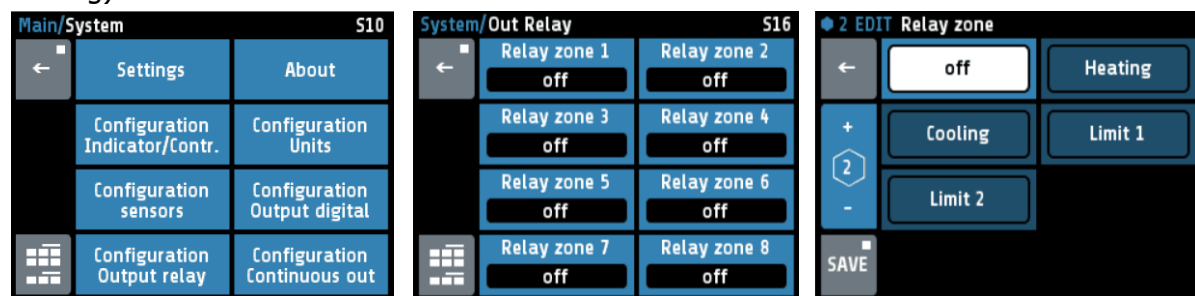 Main/System S10
←
Settings
About
Configuration
Indicator/Contr.
Configuration
Units
Configuration
sensors
Configuration
Output digital
Configuration
Output relay
Configuration
Continuous out
System/Out Relay S16
←
Relay zone 1
off
Relay zone 2
off
Relay zone 3
off
Relay zone 4
off
Relay zone 5
off
Relay zone 6
off
Relay zone 7
off
Relay zone 8
off
2 EDIT Relay zone
←
off
Heating
+
2
-
Cooling
Limit 1
Limit 2
SAVE